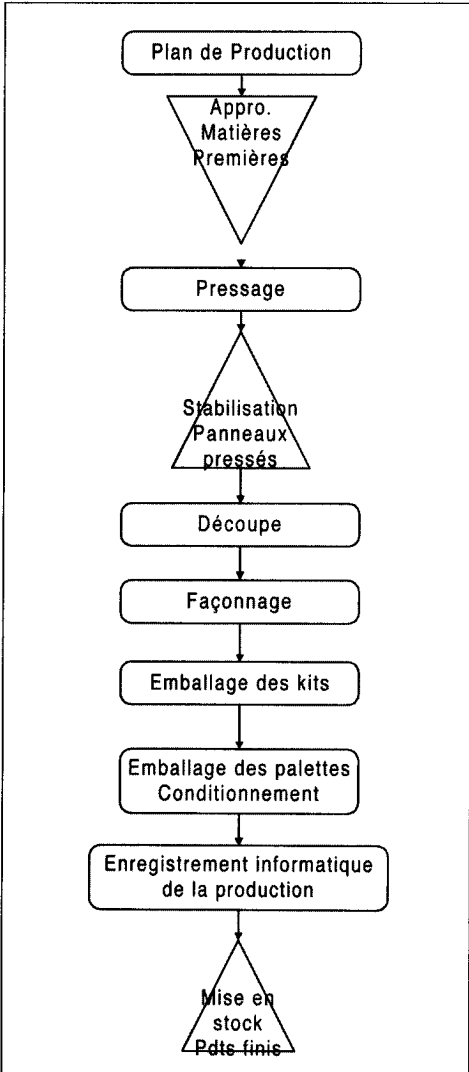 Plan de Production
Appro.
Matières
Premières
Pressage
Stabilisation
Panneaux
pressés
Découpe
Façonnage
Emballage des kits
Emballage des palettes
Conditionnement
Enregistrement informatique
de la production
Mise en
stock
Pdts finis